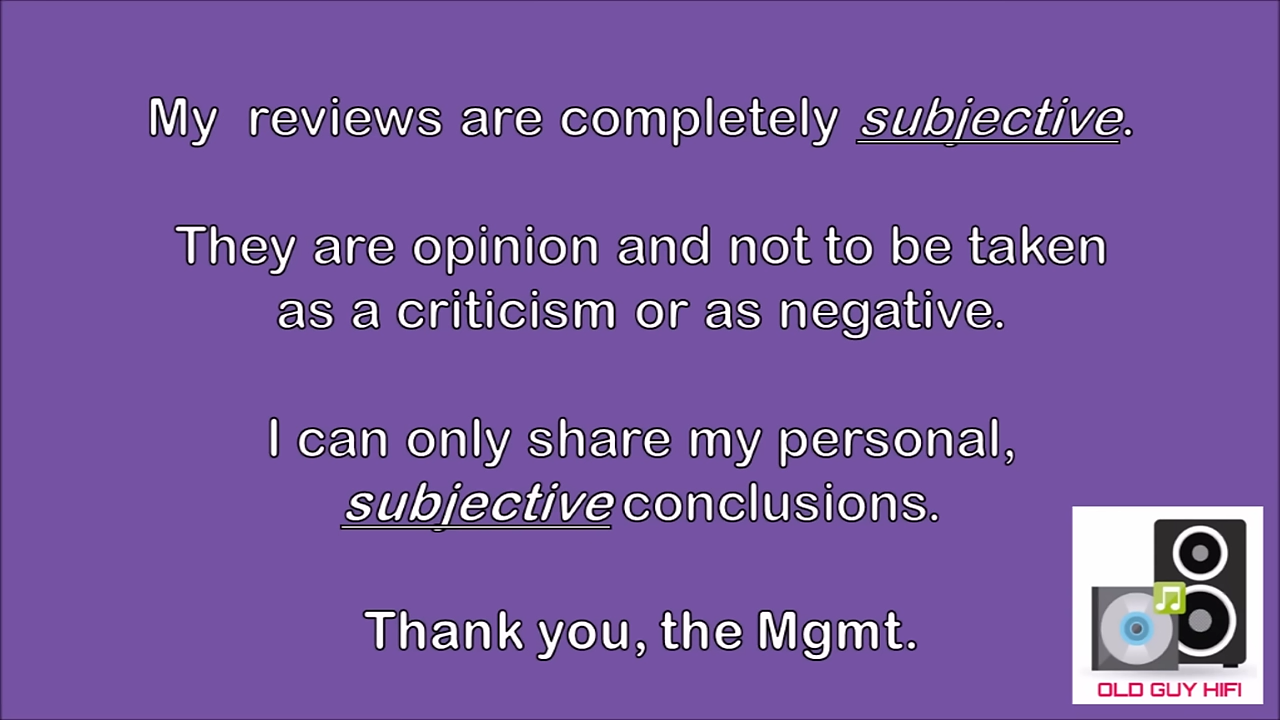 My  reviews are completely subjective.
They are opinion and not to be taken
as a criticism or as negative.
I can only share my personal,
subjective conclusions.
Thank you, the Mgmt.
OLD GUY HIFI